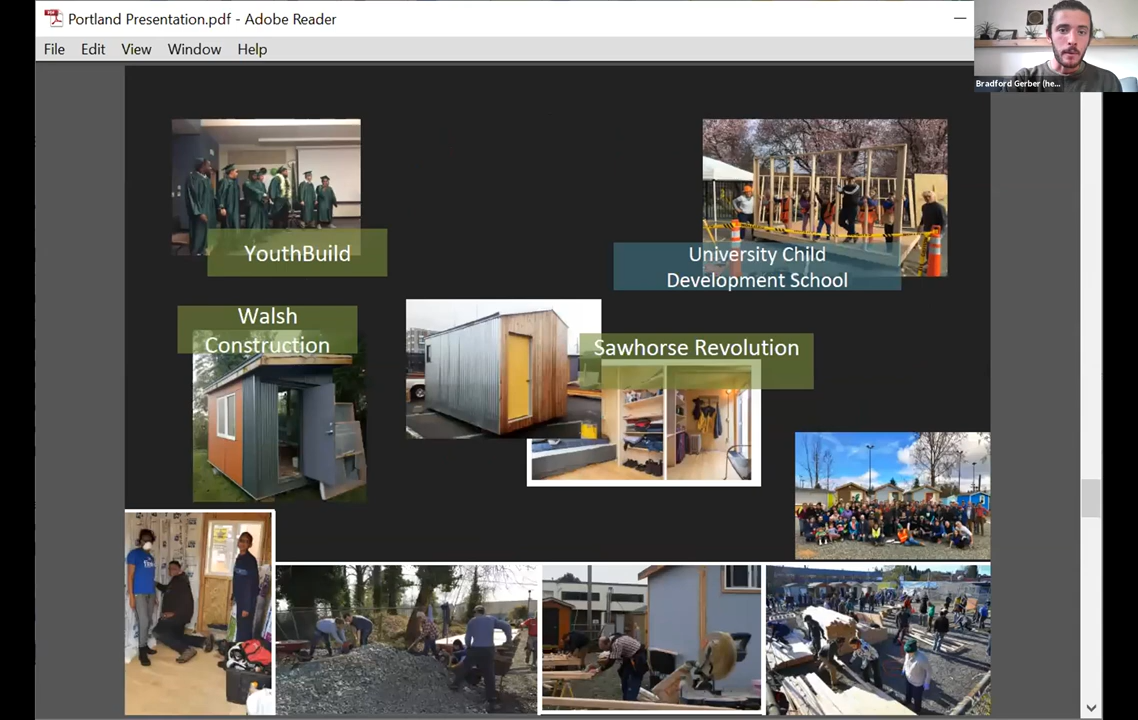 Portland Presentation.pdf - Adobe Reader
File Edit View Window Help
Bradford Gerber (he...
YouthBuild
University Child
Development School
Walsh
Construction
Sawhorse Revolution